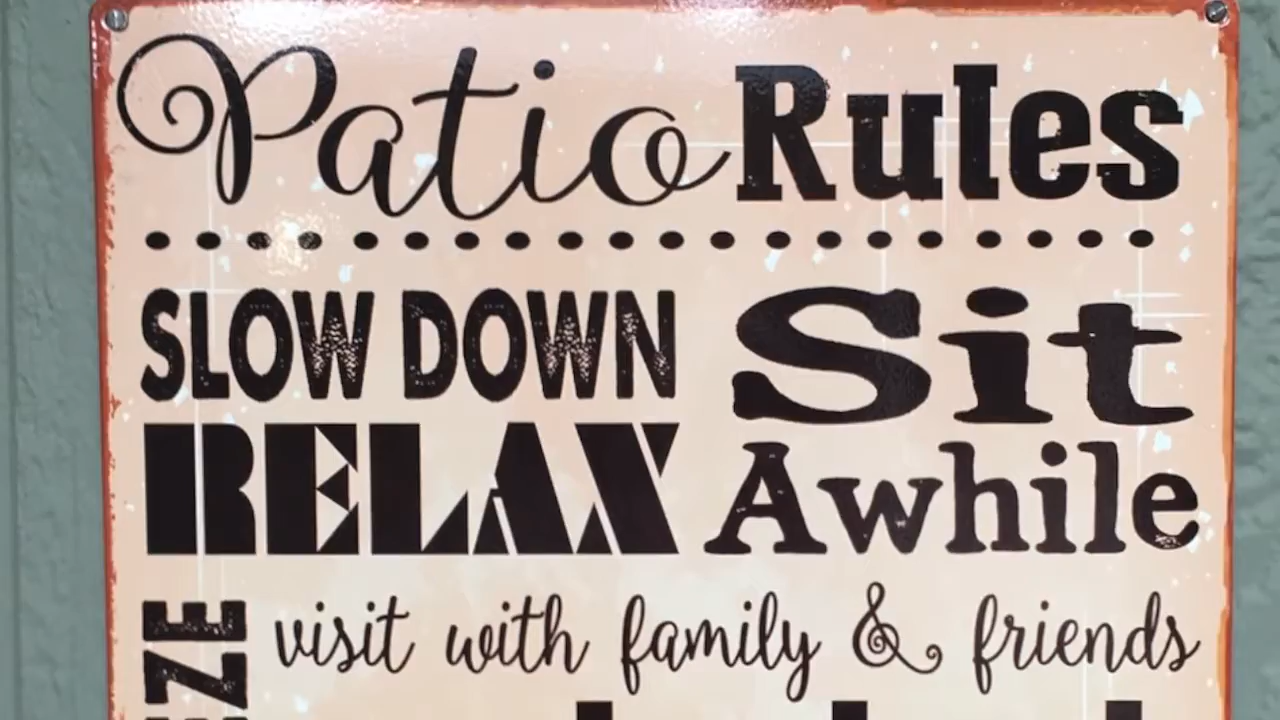 Patio Rules
SLOW DOWN
RELAX
Sit
Awhile
visit with family & friends